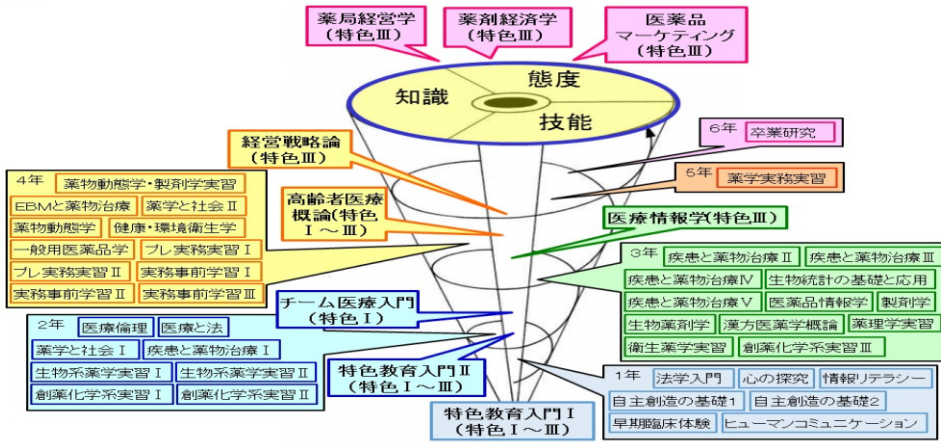 薬局経営学
(特色Ⅲ)
薬剤経済学
(特色Ⅲ)
医薬品
マーケティング
(特色Ⅲ)
知識
態度
技能
経営戦略論
(特色Ⅲ)
6年 卒業研究
5年 薬学実務実習
4年 薬物動態学・製剤学実習
EBMと薬物治療 薬学と社会Ⅱ
薬物動態学 健康・環境衛生学
一般用医薬品学 プレ実務実習Ⅰ
プレ実務実習Ⅱ 実務事前学習Ⅰ
実務事前学習Ⅱ 実務事前学習Ⅲ
高齢者医療
概論(特色
Ⅰ~Ⅲ)
医療情報学(特色Ⅲ)
3年 疾患と薬物治療Ⅱ 疾患と薬物治療Ⅲ
疾患と薬物治療Ⅳ 生物統計の基礎と応用
疾患と薬物治療Ⅴ 医薬品情報学 製剤学
生物薬剤学 漢方医薬学概論 薬理学実習
衛生薬学実習 創薬化学系実習Ⅲ
チーム医療入門
(特色Ⅰ)
2年 医療倫理 医療と法
薬学と社会Ⅰ 疾患と薬物治療Ⅰ
生物系薬学実習Ⅰ 生物系薬学実習Ⅱ
創薬化学系実習Ⅰ 創薬化学系実習Ⅱ
特色教育入門Ⅱ
(特色Ⅰ~Ⅲ)
1年 法学入門 心の探究 情報リテラシー
自主創造の基礎1 自主創造の基礎2
早期臨床体験 ヒューマンコミュニケーション
特色教育入門Ⅰ
(特色Ⅰ~Ⅲ)